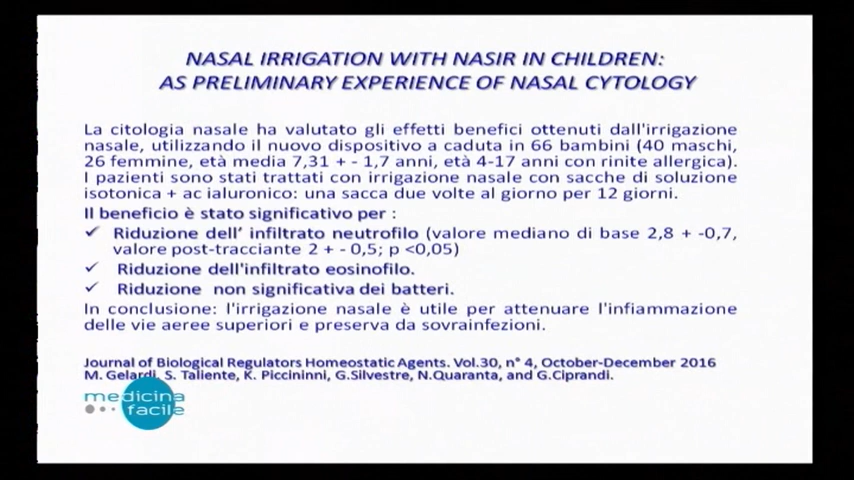 NASAL IRRIGATION WITH NASIR IN CHILDREN:
AS PRELIMINARY EXPERIENCE OF NASAL CYTOLOGY
La citologia nasale ha valutato gli effetti benefici ottenuti dall'irrigazione
nasale, utilizzando il nuovo dispositivo a caduta in 66 bambini (40 maschi,
26 femmine, età media 7,31 + - 1,7 anni, età 4-17 anni con rinite allergica).
I pazienti sono stati trattati con irrigazione nasale con sacche di soluzione
isotonica + ac ialuronico: una sacca due volte al giorno per 12 giorni.
Il beneficio è stato significativo per :
✓ Riduzione dell’ infiltrato neutrofilo (valore mediano di base 2,8 + -0,7,
valore post-tracciante 2 + - 0,5; p <0,05)
✓ Riduzione dell'infiltrato eosinofilo.
✓ Riduzione non significativa dei batteri.
In conclusione: l'irrigazione nasale è utile per attenuare l'infiammazione
delle vie aeree superiori e preserva da sovrainfezioni.
Journal of Biological Regulators Homeostatic Agents. Vol.30, n° 4, October-December 2016
M. Gelardi, S. Taliente, K. Piccininni, G.Silvestre, N.Quaranta, and G.Ciprandi.
medicina
facile